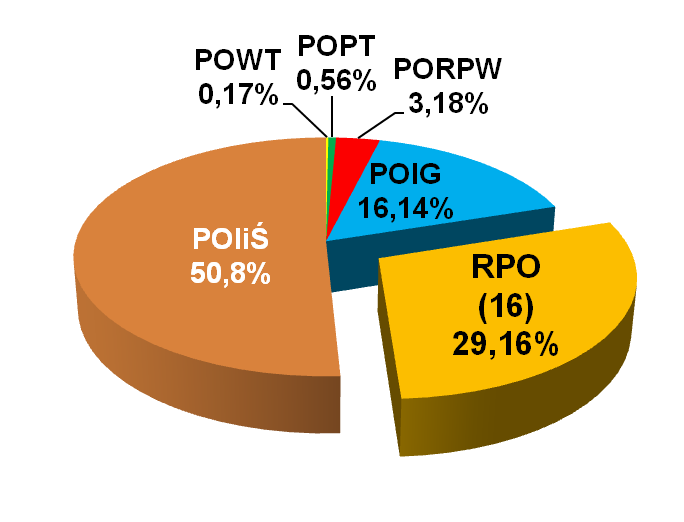 POWT
0,17%
POPT
0,56%
PORPW
3,18%
POIG
16,14%
POIiŚ
50,8%
RPO
(16)
29,16%